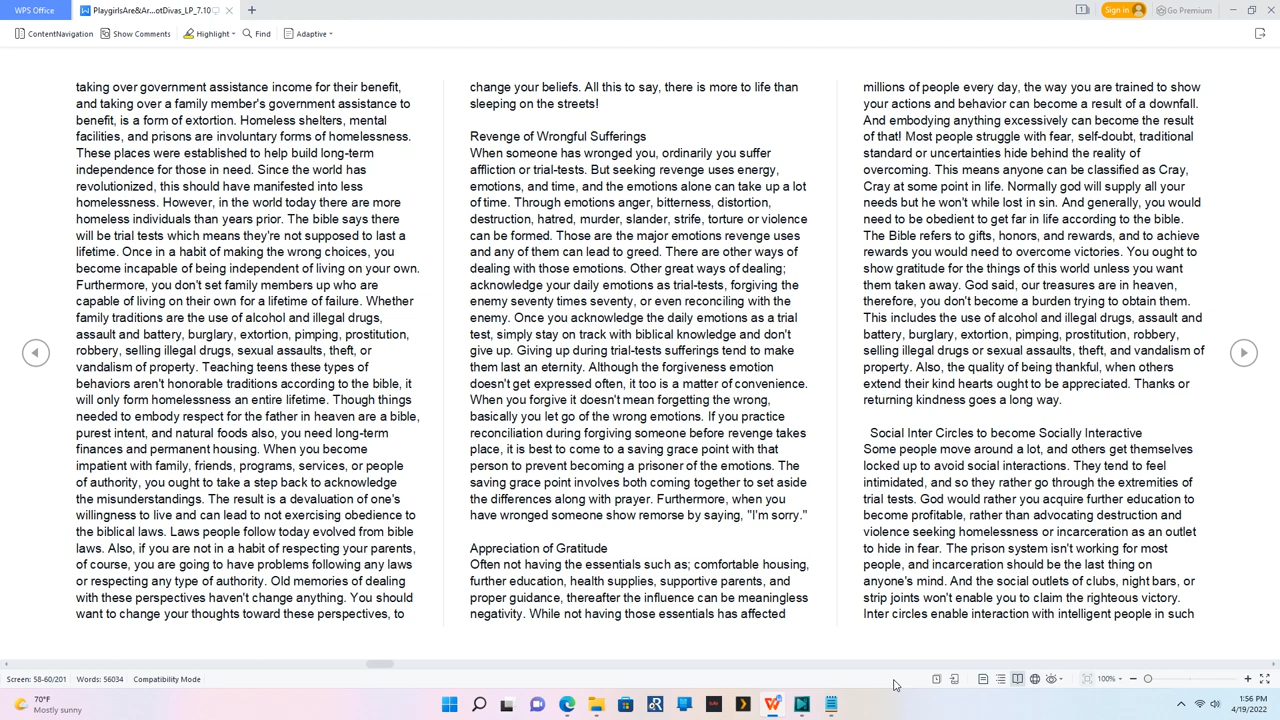 WPS Office
PlaygirlsAre&Ar...otDivas_LP_7.10
1
Sign in
Go Premium
ContentNavigation
Show Comments
Highlight
Find
Adaptive
taking over government assistance income for their benefit,
and taking over a family member's government assistance to
benefit, is a form of extortion. Homeless shelters, mental
facilities, and prisons are involuntary forms of homelessness.
These places were established to help build long-term
independence for those in need. Since the world has
revolutionized, this should have manifested into less
homelessness. However, in the world today there are more
homeless individuals than years prior. The bible says there
will be trial tests which means they're not supposed to last a
lifetime. Once in a habit of making the wrong choices, you
become incapable of being independent of living on your own.
Furthermore, you don't set family members up who are
capable of living on their own for a lifetime of failure. Whether
family traditions are the use of alcohol and illegal drugs,
assault and battery, burglary, extortion, pimping, prostitution,
robbery, selling illegal drugs, sexual assaults, theft, or
vandalism of property. Teaching teens these types of
behaviors aren't honorable traditions according to the bible, it
will only form homelessness an entire lifetime. Though things
needed to embody respect for the father in heaven are a bible,
purest intent, and natural foods also, you need long-term
finances and permanent housing. When you become
impatient with family, friends, programs, services, or people
of authority, you ought to take a step back to acknowledge
the misunderstandings. The result is a devaluation of one's
willingness to live and can lead to not exercising obedience to
the biblical laws. Laws people follow today evolved from bible
laws. Also, if you are not in a habit of respecting your parents,
of course, you are going to have problems following any laws
or respecting any type of authority. Old memories of dealing
with these perspectives haven't change anything. You should
want to change your thoughts toward these perspectives, to
change your beliefs. All this to say, there is more to life than
sleeping on the streets!
Revenge of Wrongful Sufferings
When someone has wronged you, ordinarily you suffer
affliction or trial-tests. But seeking revenge uses energy,
emotions, and time, and the emotions alone can take up a lot
of time. Through emotions anger, bitterness, distortion,
destruction, hatred, murder, slander, strife, torture or violence
can be formed. Those are the major emotions revenge uses
and any of them can lead to greed. There are other ways of
dealing with those emotions. Other great ways of dealing;
acknowledge your daily emotions as trial-tests, forgiving the
enemy seventy times seventy, or even reconciling with the
enemy. Once you acknowledge the daily emotions as a trial
test, simply stay on track with biblical knowledge and don't
give up. Giving up during trial-tests sufferings tend to make
them last an eternity. Although the forgiveness emotion
doesn't get expressed often, it too is a matter of convenience.
When you forgive it doesn't mean forgetting the wrong,
basically you let go of the wrong emotions. If you practice
reconciliation during forgiving someone before revenge takes
place, it is best to come to a saving grace point with that
person to prevent becoming a prisoner of the emotions. The
saving grace point involves both coming together to set aside
the differences along with prayer. Furthermore, when you
have wronged someone show remorse by saying, "I'm sorry."
Appreciation of Gratitude
Often not having the essentials such as; comfortable housing,
further education, health supplies, supportive parents, and
proper guidance, thereafter the influence can be meaningless
negativity. While not having those essentials has affected
millions of people every day, the way you are trained to show
your actions and behavior can become a result of a downfall.
And embodying anything excessively can become the result
of that! Most people struggle with fear, self-doubt, traditional
standard or uncertainties hide behind the reality of
overcoming. This means anyone can be classified as Cray,
Cray at some point in life. Normally god will supply all your
needs but he won't while lost in sin. And generally, you would
need to be obedient to get far in life according to the bible.
The Bible refers to gifts, honors, and rewards, and to achieve
rewards you would need to overcome victories. You ought to
show gratitude for the things of this world unless you want
them taken away. God said, our treasures are in heaven,
therefore, you don't become a burden trying to obtain them.
This includes the use of alcohol and illegal drugs, assault and
battery, burglary, extortion, pimping, prostitution, robbery,
selling illegal drugs or sexual assaults, theft, and vandalism of
property. Also, the quality of being thankful, when others
extend their kind hearts ought to be appreciated. Thanks or
returning kindness goes a long way.
Social Inter Circles to become Socially Interactive
Some people move around a lot, and others get themselves
locked up to avoid social interactions. They tend to feel
intimidated, and so they rather go through the extremities of
trial tests. God would rather you acquire further education to
become profitable, rather than advocating destruction and
violence seeking homelessness or incarceration as an outlet
to hide in fear. The prison system isn't working for most
people, and incarceration should be the last thing on
anyone's mind. And the social outlets of clubs, night bars, or
strip joints won't enable you to claim the righteous victory.
Inter circles enable interaction with intelligent people in such
Screen: 58-60/201
Words: 56034
Compatibility Mode
100%
70°F
Mostly sunny
1:56 PM
4/19/2022